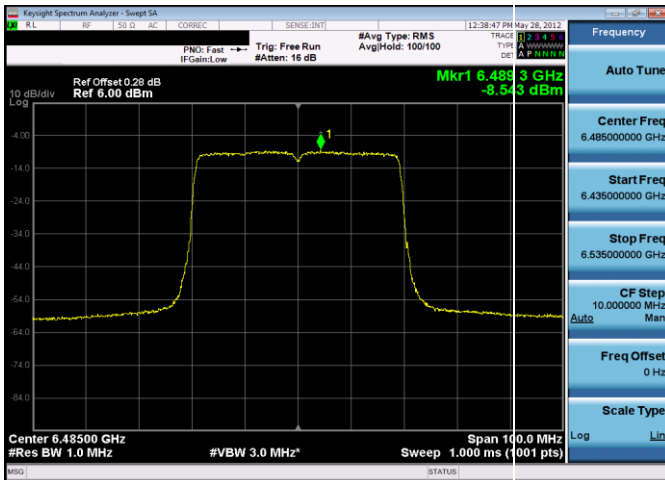 Keysight Spectrum Analyzer - Swept SA
RL RF 50 Ω AC CORREC SENSE:INT 12:38:47 PM May 28, 2012
PNO: Fast Trig: Free Run #Avg Type: RMS TRACE 1 2 3 4 5 6
IFGain:Low #Atten: 16 dB Avg|Hold: 100/100 TYPE A WWWWW
DET A P N N N N
Mkr1 6.489 3 GHz
-8.543 dBm
Ref Offset 0.28 dB
10 dB/div Ref 6.00 dBm
Log
1
-4.00
-14.0
-24.0
-34.0
-44.0
-54.0
-64.0
-74.0
-84.0
Center 6.48500 GHz Span 100.0 MHz
#Res BW 1.0 MHz #VBW 3.0 MHz* Sweep 1.000 ms (1001 pts)
MSG STATUS
Frequency
Auto Tune
Center Freq
6.485000000 GHz
Start Freq
6.435000000 GHz
Stop Freq
6.535000000 GHz
CF Step
10.000000 MHz
Auto Man
Freq Offset
0 Hz
Scale Type
Log Lin